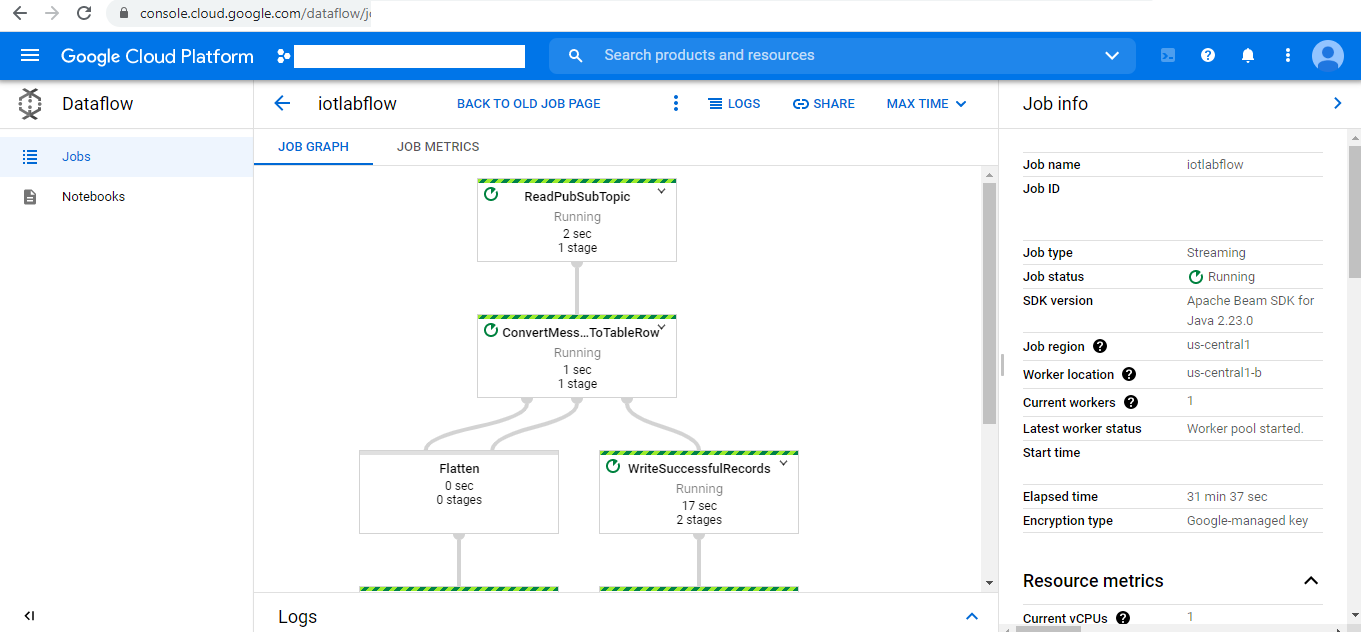 console.cloud.google.com/dataflow/j
Google Cloud Platform
Search products and resources
Dataflow
iotlabflow
BACK TO OLD JOB PAGE
LOGS
SHARE
MAX TIME
Job info
Jobs
Notebooks
JOB GRAPH
JOB METRICS
ReadPubSubTopic
Running
2 sec
1 stage
ConvertMess...ToTableRow
Running
1 sec
1 stage
Flatten
0 sec
0 stages
WriteSuccessfulRecords
Running
17 sec
2 stages
Logs
Job name iotlabflow
Job ID
Job type Streaming
Job status Running
SDK version Apache Beam SDK for
Java 2.23.0
Job region us-central1
Worker location us-central1-b
Current workers 1
Latest worker status Worker pool started.
Start time
Elapsed time 31 min 37 sec
Encryption type Google-managed key
Resource metrics
Current vCPUs 1